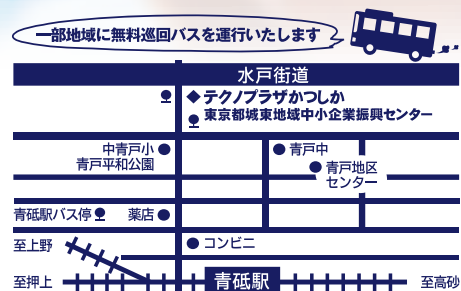 一部地域に無料巡回バスを運行いたします
水戸街道
◆テクノプラザかつしか
東京都城東地域中小企業振興センター
中青戸小●
青戸平和公園
●青戸中
●青戸地区
センター
青砥駅バス停
薬店●
至上野
●コンビニ
至押上
青砥駅
至高砂